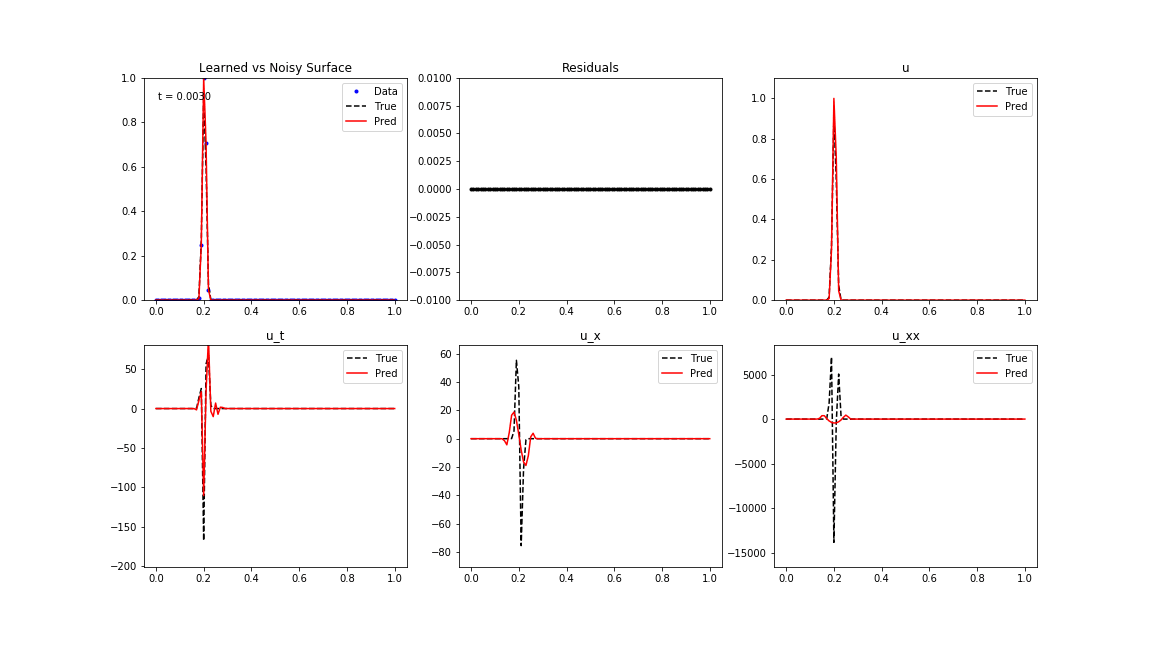 Learned vs Noisy Surface
1.0
0.8
0.6
0.4
0.2
0.0
0.0 0.2 0.4 0.6 0.8 1.0
t = 0.0030
Data
True
Pred
Residuals
0.0100
0.0075
0.0050
0.0025
0.0000
−0.0025
−0.0050
−0.0075
−0.0100
0.0 0.2 0.4 0.6 0.8 1.0
u
1.0
0.8
0.6
0.4
0.2
0.0
0.0 0.2 0.4 0.6 0.8 1.0
True
Pred
u_t
50
0
−50
−100
−150
−200
0.0 0.2 0.4 0.6 0.8 1.0
True
Pred
u_x
60
40
20
0
−20
−40
−60
−80
0.0 0.2 0.4 0.6 0.8 1.0
True
Pred
u_xx
5000
0
−5000
−10000
−15000
0.0 0.2 0.4 0.6 0.8 1.0
True
Pred